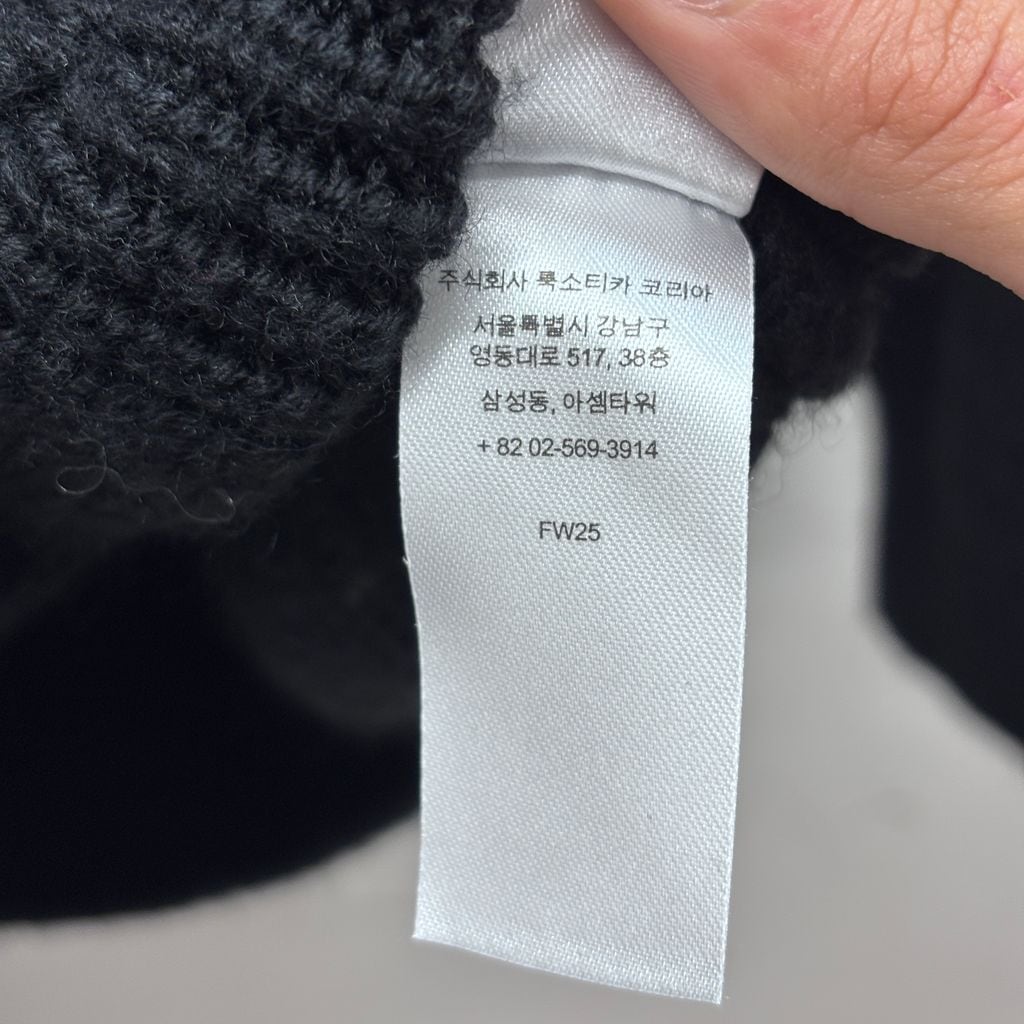 주식회사 룩소티카 코리아
서울특별시 강남구
영동대로 517, 38층
삼성동, 아셈타워
+ 82 02-569-3914
FW25